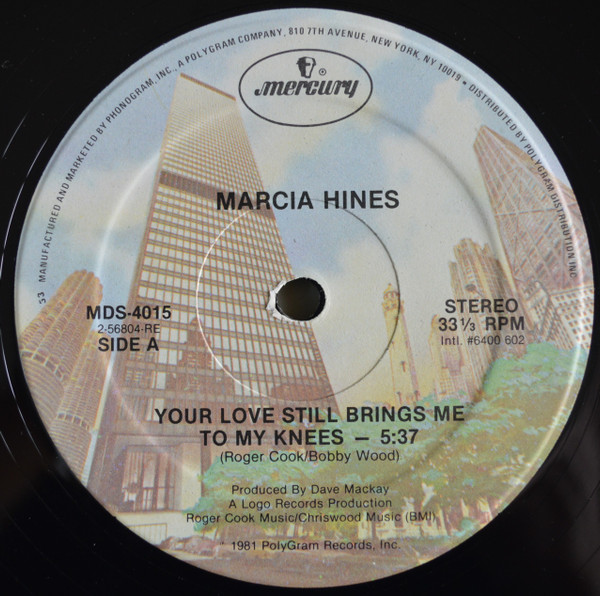 MANUFACTURED AND MARKETED BY PHONOGRAM, INC., A POLYGRAM COMPANY, 810 7TH AVENUE, NEW YORK, NY 10019 • DISTRIBUTED BY POLYGRAM DISTRIBUTION INC
53
mercury ®
MARCIA HINES
MDS-4015
2-56804-RE
SIDE A
STEREO
33 1/3 RPM
Intl. #6400 602
YOUR LOVE STILL BRINGS ME
TO MY KNEES — 5:37
(Roger Cook/Bobby Wood)
Produced By Dave Mackay
A Logo Records Production
Roger Cook Music/Chriswood Music (BMI)
1981 PolyGram Records, Inc.